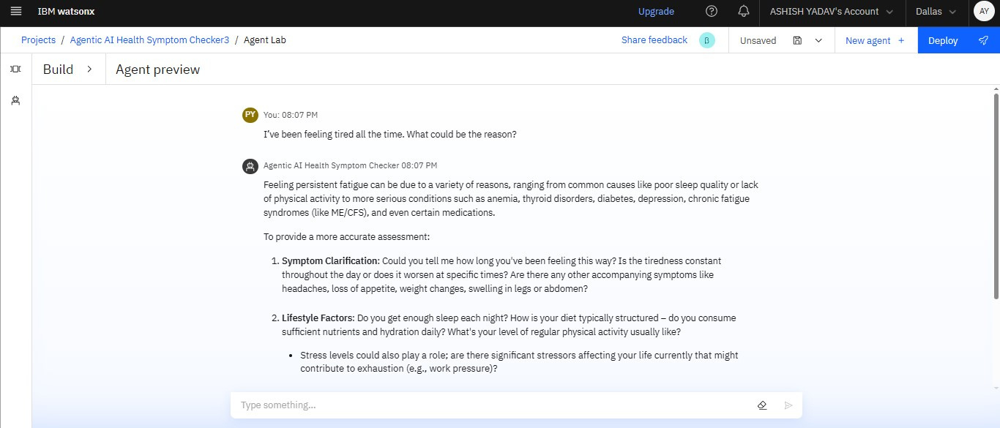 IBM watsonx
Upgrade
ASHISH YADAV's Account
Dallas
AY
Projects / Agentic AI Health Symptom Checker3 / Agent Lab
Share feedback
β
Unsaved
New agent +
Deploy
Build
Agent preview
PY
You: 08:07 PM
I've been feeling tired all the time. What could be the reason?
Agentic AI Health Symptom Checker 08:07 PM
Feeling persistent fatigue can be due to a variety of reasons, ranging from common causes like poor sleep quality or lack
of physical activity to more serious conditions such as anemia, thyroid disorders, diabetes, depression, chronic fatigue
syndromes (like ME/CFS), and even certain medications.
To provide a more accurate assessment:
1. Symptom Clarification: Could you tell me how long you've been feeling this way? Is the tiredness constant
throughout the day or does it worsen at specific times? Are there any other accompanying symptoms like
headaches, loss of appetite, weight changes, swelling in legs or abdomen?
2. Lifestyle Factors: Do you get enough sleep each night? How is your diet typically structured – do you consume
sufficient nutrients and hydration daily? What's your level of regular physical activity usually like?
• Stress levels could also play a role; are there significant stressors affecting your life currently that might
contribute to exhaustion (e.g., work pressure)?
Type something...